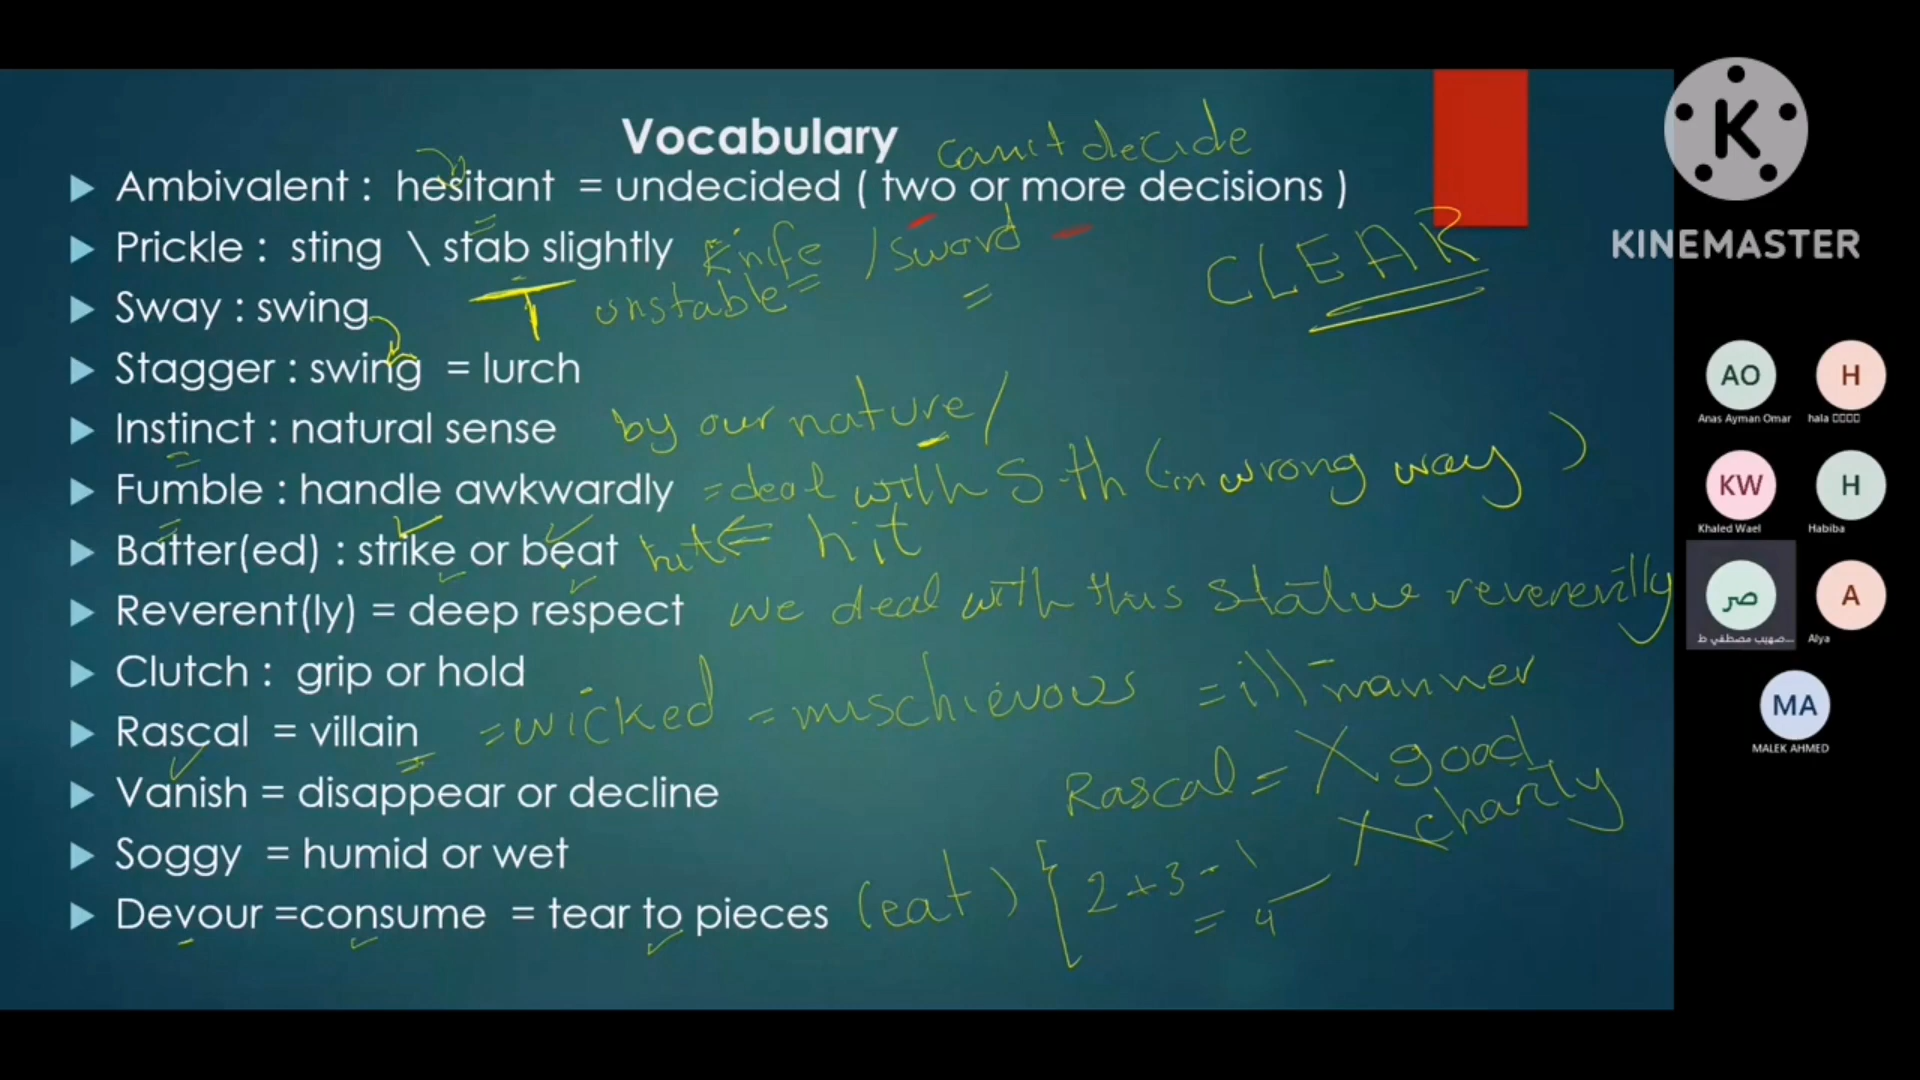 Vocabulary
can't decide
Ambivalent : hesitant = undecided ( two or more decisions )
Prickle : sting \ stab slightly Knife / sword
CLEAR
Sway : swing T unstable
Stagger : swing = lurch
Instinct : natural sense by our nature /
Fumble : handle awkwardly = deal with S.th (in wrong way )
Batter(ed) : strike or beat hit ⇐ hit
Reverent(ly) = deep respect we deal with this statue
Clutch : grip or hold
Rascal = villain = wicked = mischievous = ill-manner
Rascal = X good
X charity
Vanish = disappear or decline
Soggy = humid or wet
Devour =consume = tear to pieces (eat) [ 2 + 3 - 1
= 4
K
KINEMASTER
AO
Anas Ayman Omar
H
hala
KW
Khaled Wael
H
Habiba
صر
صهيب مصطفي ط...
A
Alya
MA
MALEK AHMED